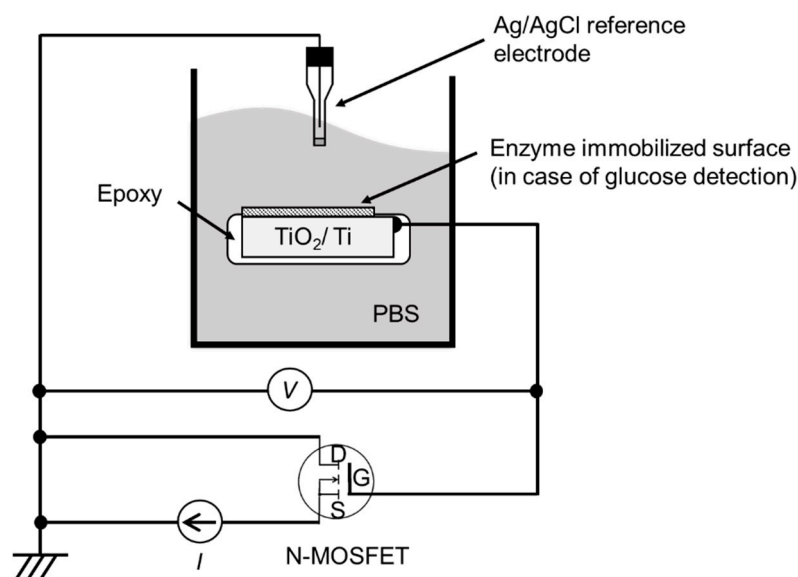 Ag/AgCl reference
electrode
Enzyme immobilized surface
(in case of glucose detection)
Epoxy
TiO₂/ Ti
PBS
V
D
G
S
I
N-MOSFET